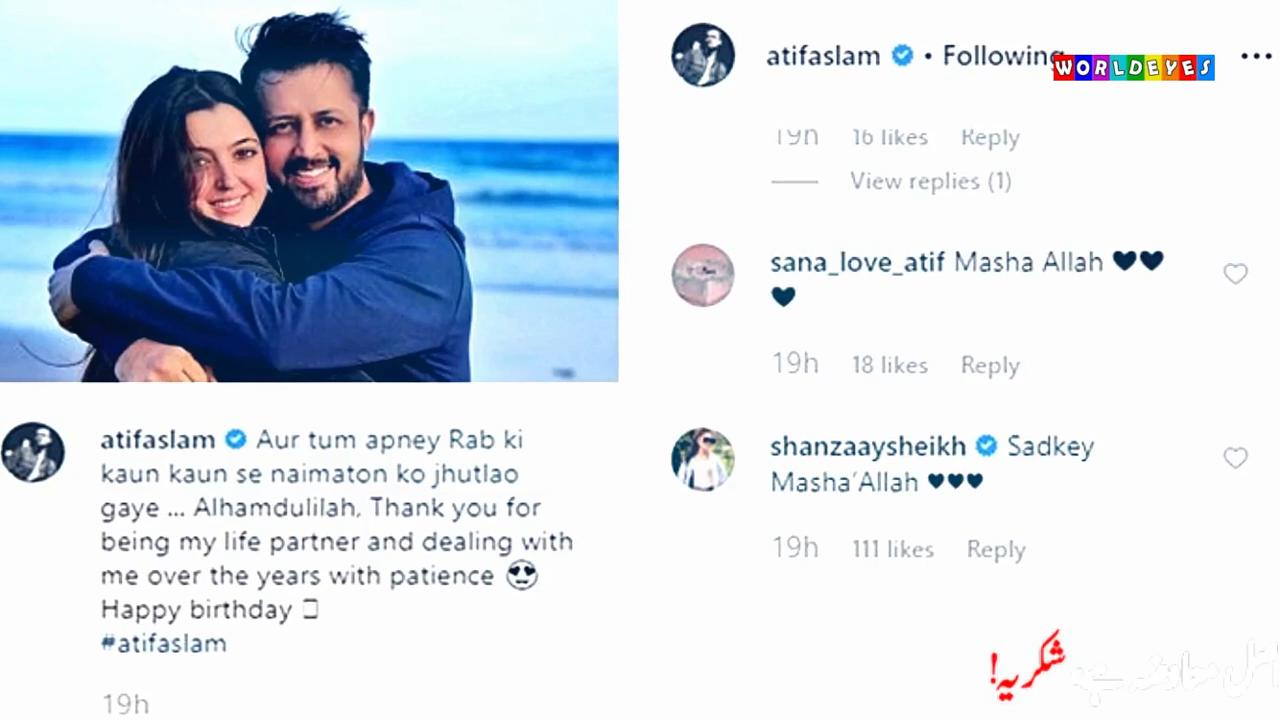 atifaslam • Following
WORLDEYES
19h 16 likes Reply
View replies (1)
sana_love_atif Masha Allah 🖤🖤
🖤
19h 18 likes Reply
shanzaaysheikh Sadkey
Masha'Allah ♥♥♥
19h 111 likes Reply
atifaslam Aur tum apney Rab ki
kaun kaun se naimaton ko jhutlao
gaye ... Alhamdulilah, Thank you for
being my life partner and dealing with
me over the years with patience 😍
Happy birthday
#atifaslam
19h
شکریہ!